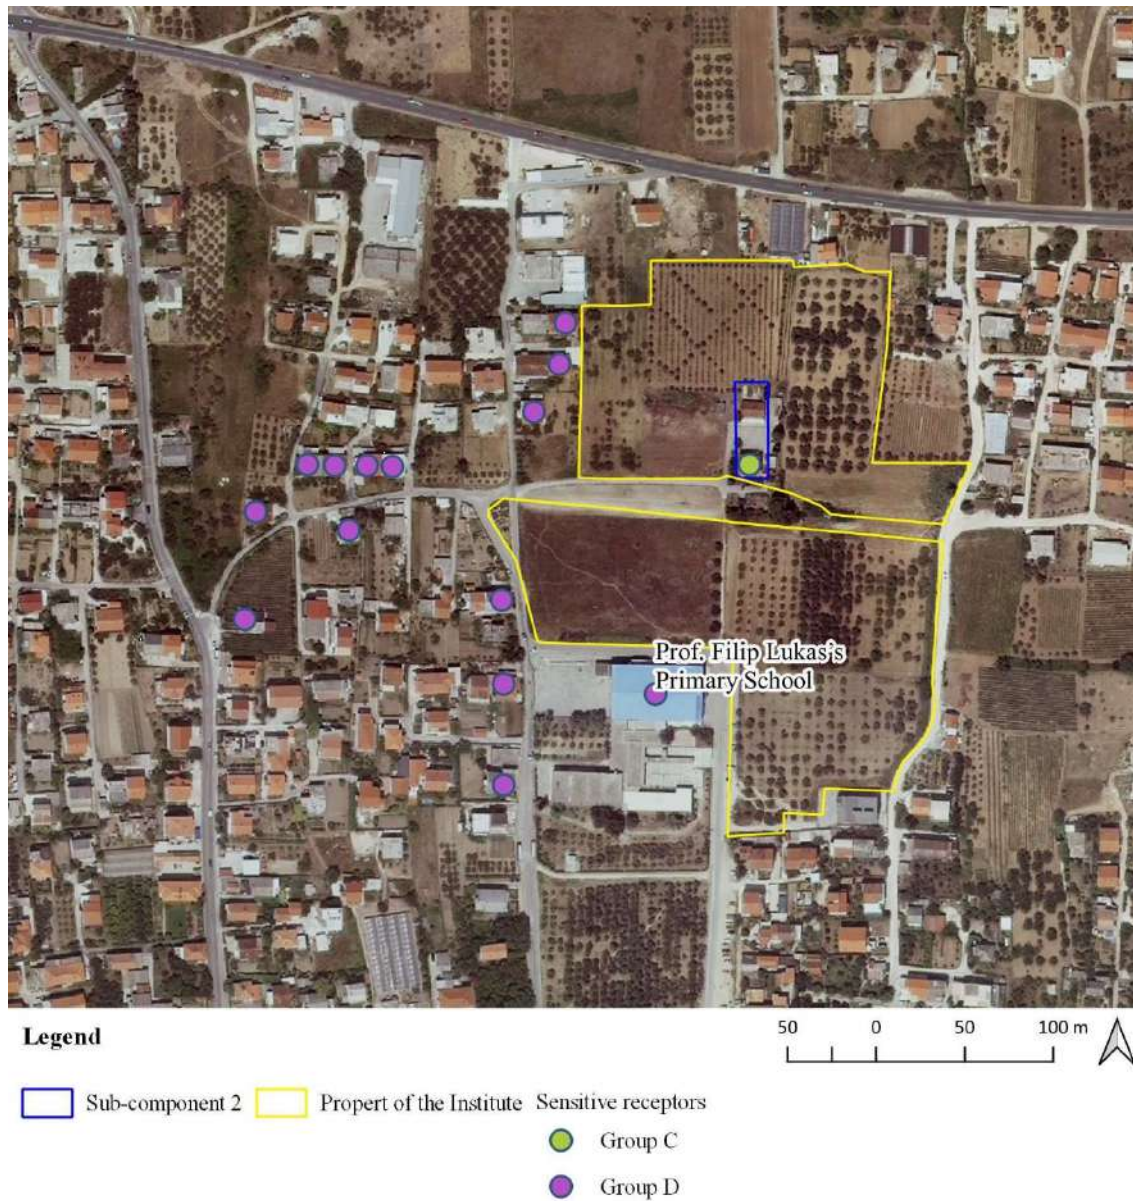 Prof. Filip Lukas's
Primary School
Legend
50 0 50 100 m
Sub-component 2 Propert of the Institute Sensitive receptors
Group C
Group D